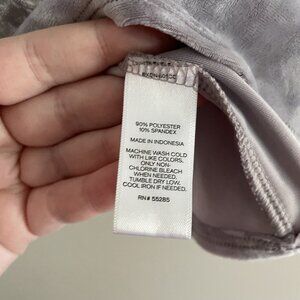 90% POLYESTER
10% SPANDEX
MADE IN INDONESIA
MACHINE WASH COLD
WITH LIKE COLORS.
ONLY NON-
CHLORINE BLEACH
WHEN NEEDED.
TUMBLE DRY LOW.
COOL IRON IF NEEDED.
RN# 55285